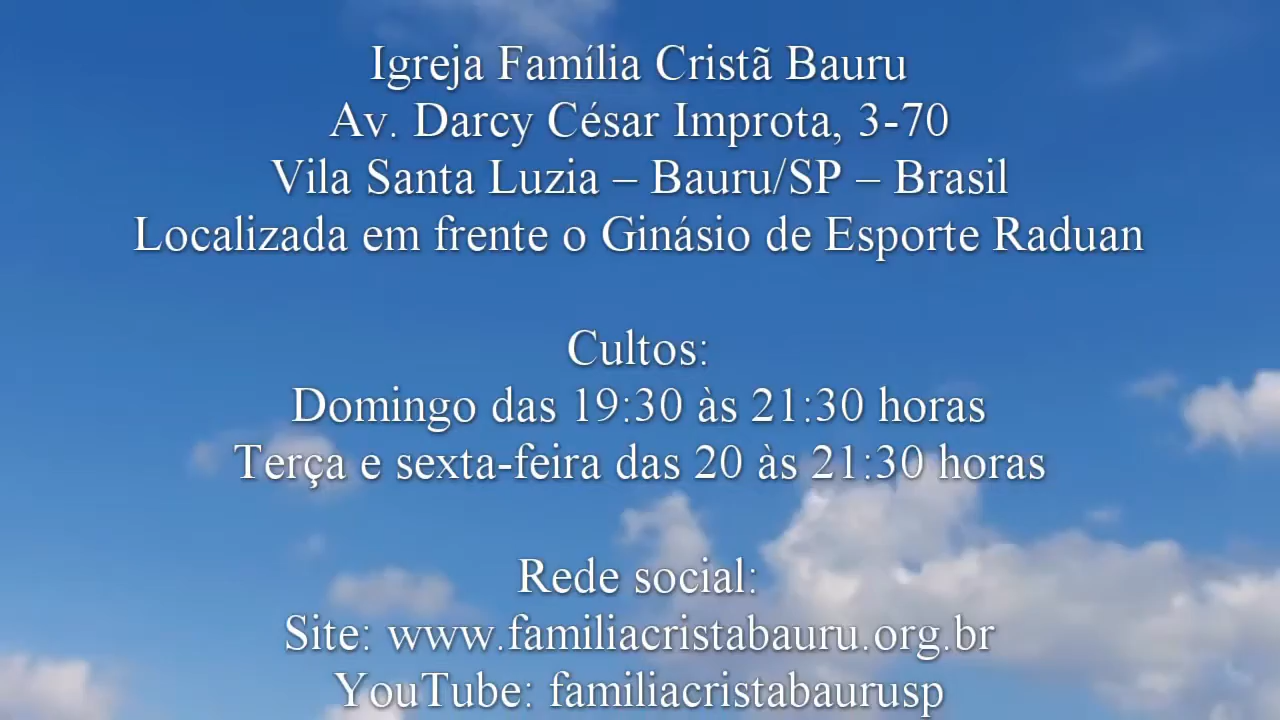 Igreja Família Cristã Bauru
Av. Darcy César Improta, 3-70
Vila Santa Luzia – Bauru/SP – Brasil
Localizada em frente o Ginásio de Esporte Raduan
Cultos:
Domingo das 19:30 às 21:30 horas
Terça e sexta-feira das 20 às 21:30 horas
Rede social:
Site: www.familiacristabauru.org.br
YouTube: familiacristabaurusp